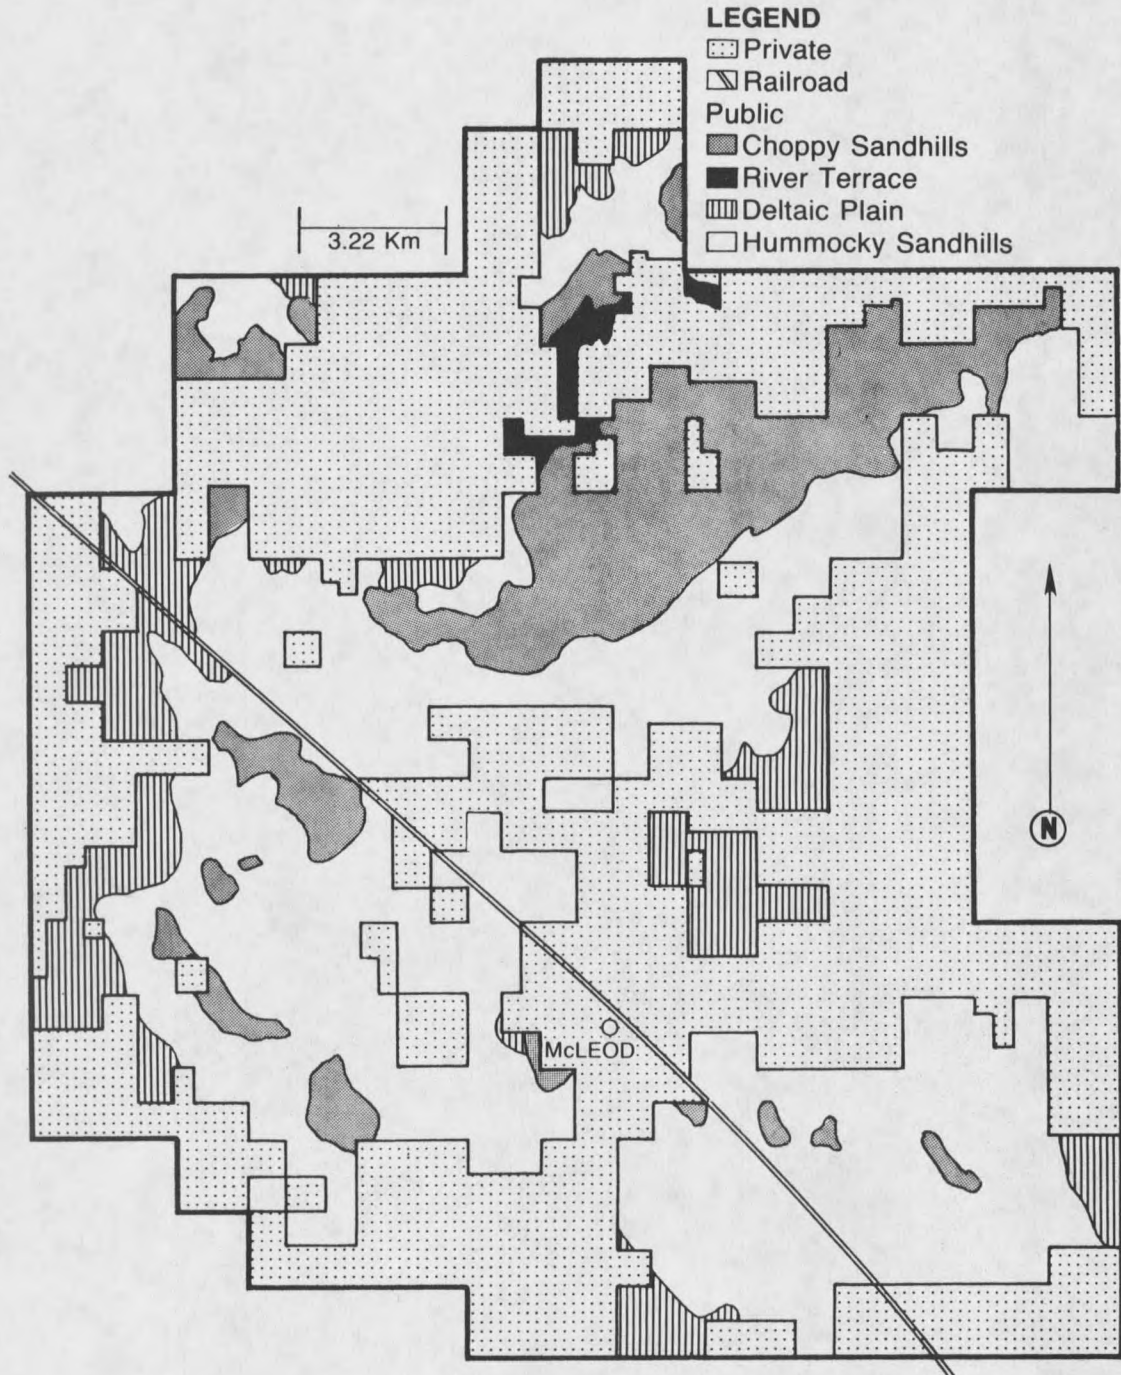 LEGEND
Private
Railroad
Public
Choppy Sandhills
River Terrace
Deltaic Plain
Hummocky Sandhills
3.22 Km
N
McLEOD